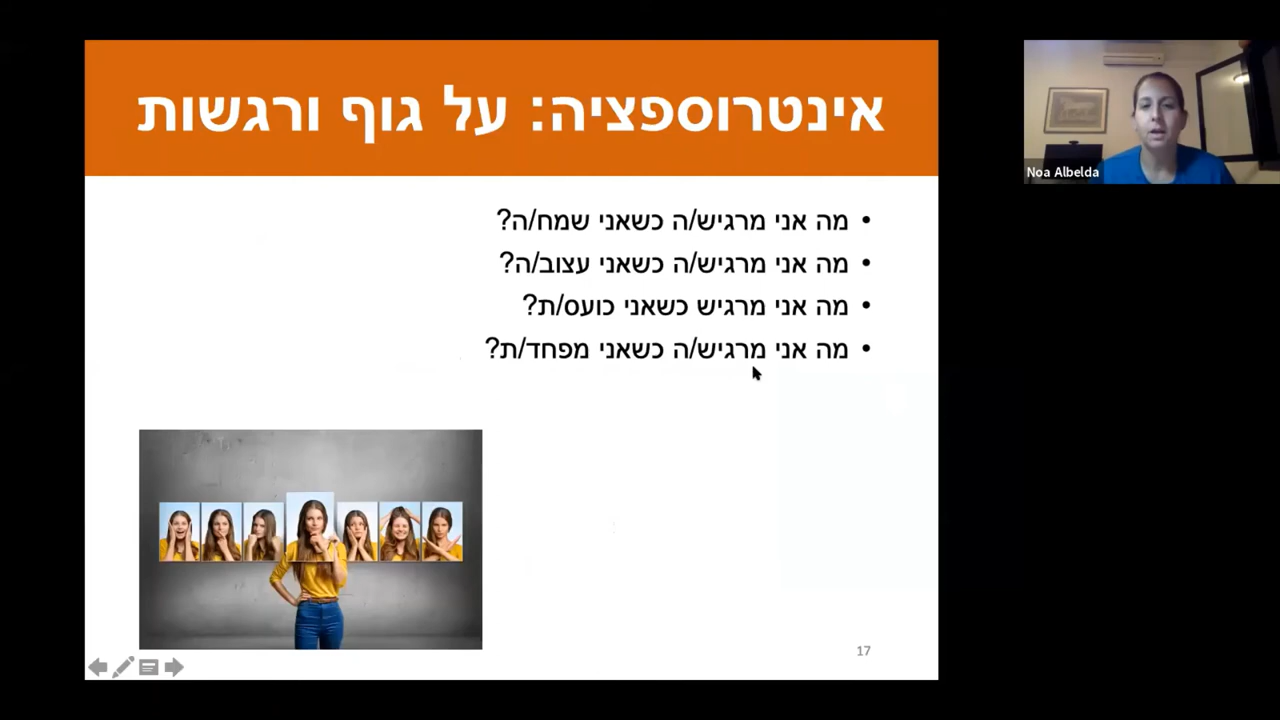 אינטרוספציה: על גוף ורגשות
• מה אני מרגיש/ה כשאני שמח/ה?
• מה אני מרגיש/ה כשאני עצוב/ה?
• מה אני מרגיש כשאני כועס/ת?
• מה אני מרגיש/ה כשאני מפחד/ת?
17
Noa Albelda